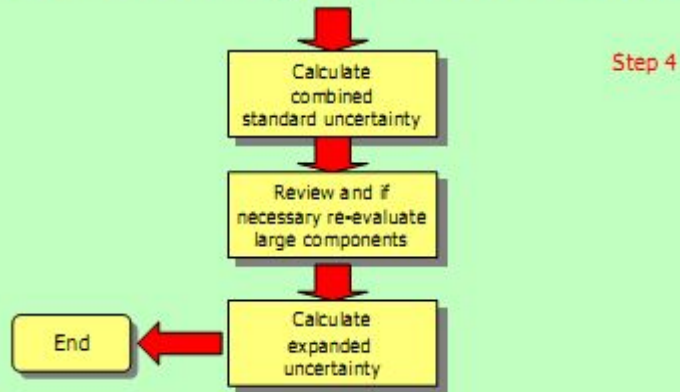 Calculate
combined
standard uncertainty
Step 4
Review and if
necessary re-evaluate
large components
Calculate
expanded
uncertainty
End